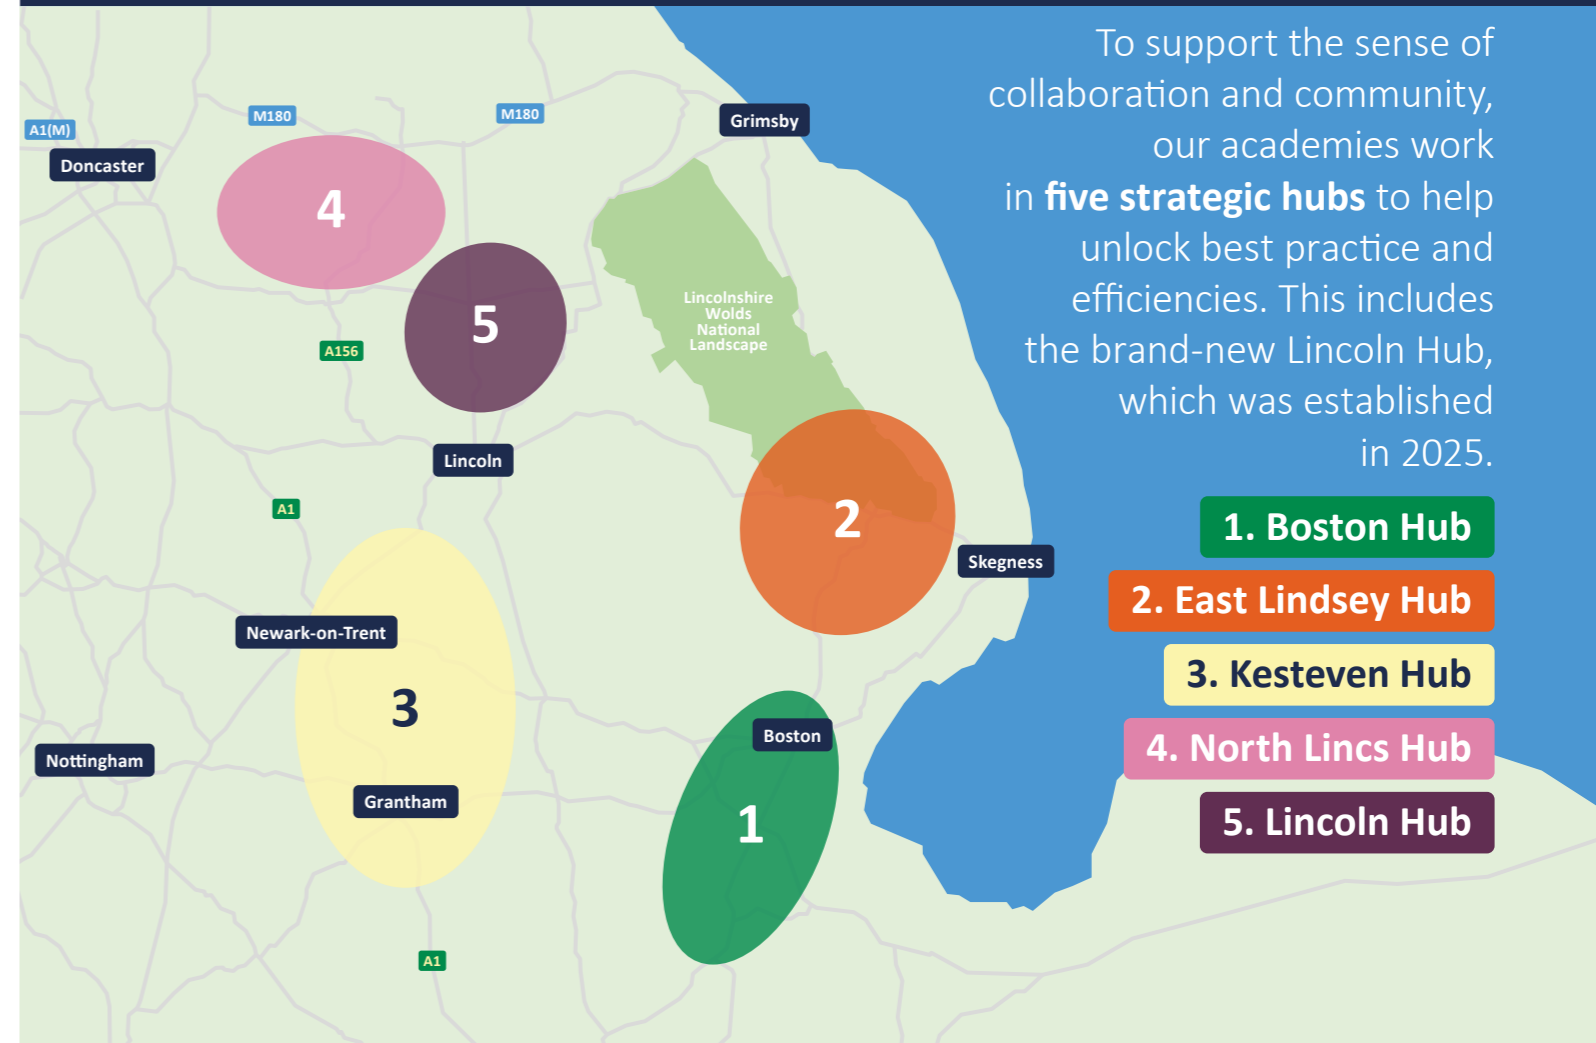 To support the sense of
collaboration and community,
our academies work
in five strategic hubs to help
unlock best practice and
efficiencies. This includes
the brand-new Lincoln Hub,
which was established
in 2025.
1. Boston Hub
2. East Lindsey Hub
3. Kesteven Hub
4. North Lincs Hub
5. Lincoln Hub
M180
M180
Grimsby
A1(M)
Doncaster
4
Lincolnshire
Wolds
National
Landscape
5
A156
Lincoln
A1
2
Skegness
Newark-on-Trent
3
Boston
Nottingham
Grantham
1
A1